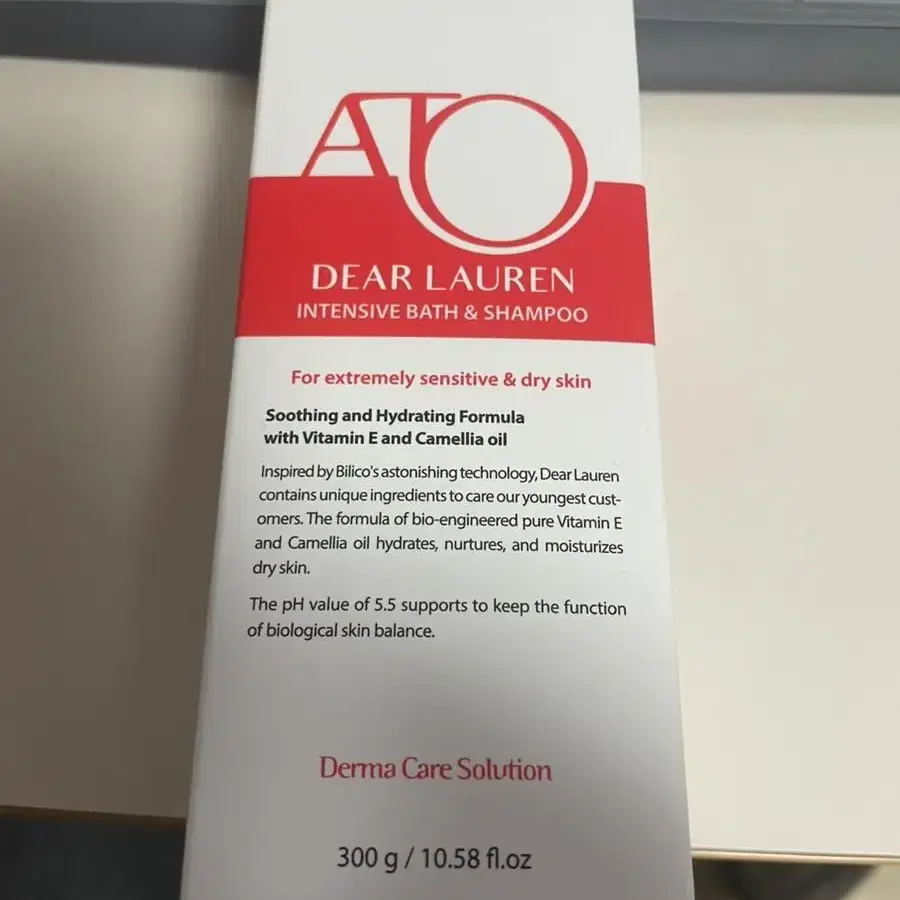 ATO
DEAR LAUREN
INTENSIVE BATH & SHAMPOO
For extremely sensitive & dry skin
Soothing and Hydrating Formula
with Vitamin E and Camellia oil
Inspired by Bilico's astonishing technology, Dear Lauren
contains unique ingredients to care our youngest cust-
omers. The formula of bio-engineered pure Vitamin E
and Camellia oil hydrates, nurtures, and moisturizes
dry skin.
The pH value of 5.5 supports to keep the function
of biological skin balance.
Derma Care Solution
300 g / 10.58 fl.oz